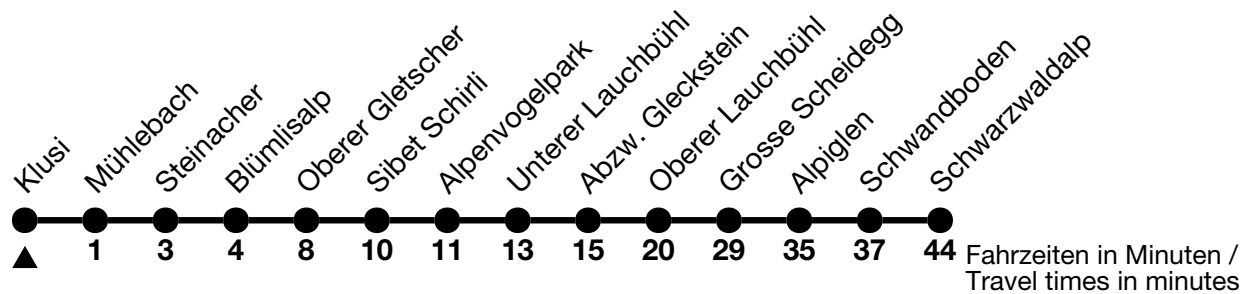 Klusi
Mühlebach
Steinacher
Blümlisalp
Oberer Gletscher
Sibet Schirli
Alpenvogelpark
Unterer Lauchbühl
Abzw. Gleckstein
Oberer Lauchbühl
Grosse Scheidegg
Alpiglen
Schwandboden
Schwarzwaldalp
1 3 4 8 10 11 13 15 20 29 35 37 44
Fahrzeiten in Minuten /
Travel times in minutes